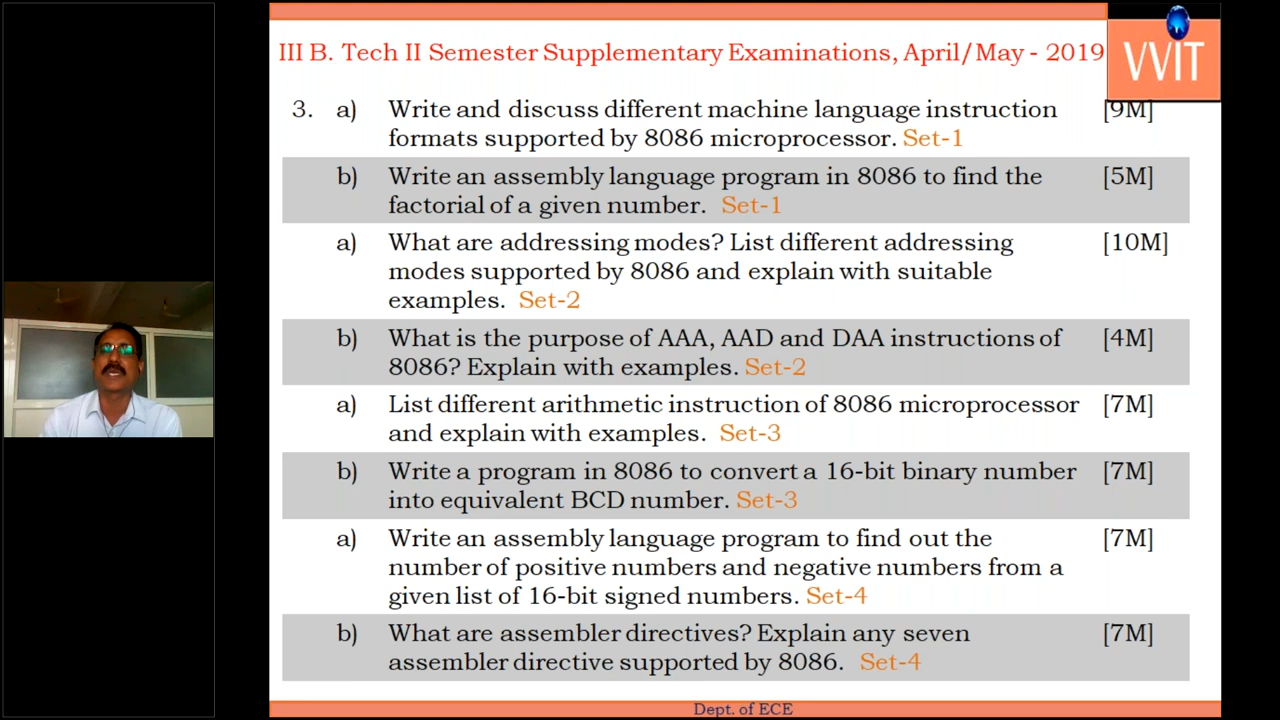 III B. Tech II Semester Supplementary Examinations, April/May - 2019
VVIT
3. a) Write and discuss different machine language instruction [9M]
formats supported by 8086 microprocessor. Set-1
b) Write an assembly language program in 8086 to find the [5M]
factorial of a given number. Set-1
a) What are addressing modes? List different addressing [10M]
modes supported by 8086 and explain with suitable
examples. Set-2
b) What is the purpose of AAA, AAD and DAA instructions of [4M]
8086? Explain with examples. Set-2
a) List different arithmetic instruction of 8086 microprocessor [7M]
and explain with examples. Set-3
b) Write a program in 8086 to convert a 16-bit binary number [7M]
into equivalent BCD number. Set-3
a) Write an assembly language program to find out the [7M]
number of positive numbers and negative numbers from a
given list of 16-bit signed numbers. Set-4
b) What are assembler directives? Explain any seven [7M]
assembler directive supported by 8086. Set-4
Dept. of ECE